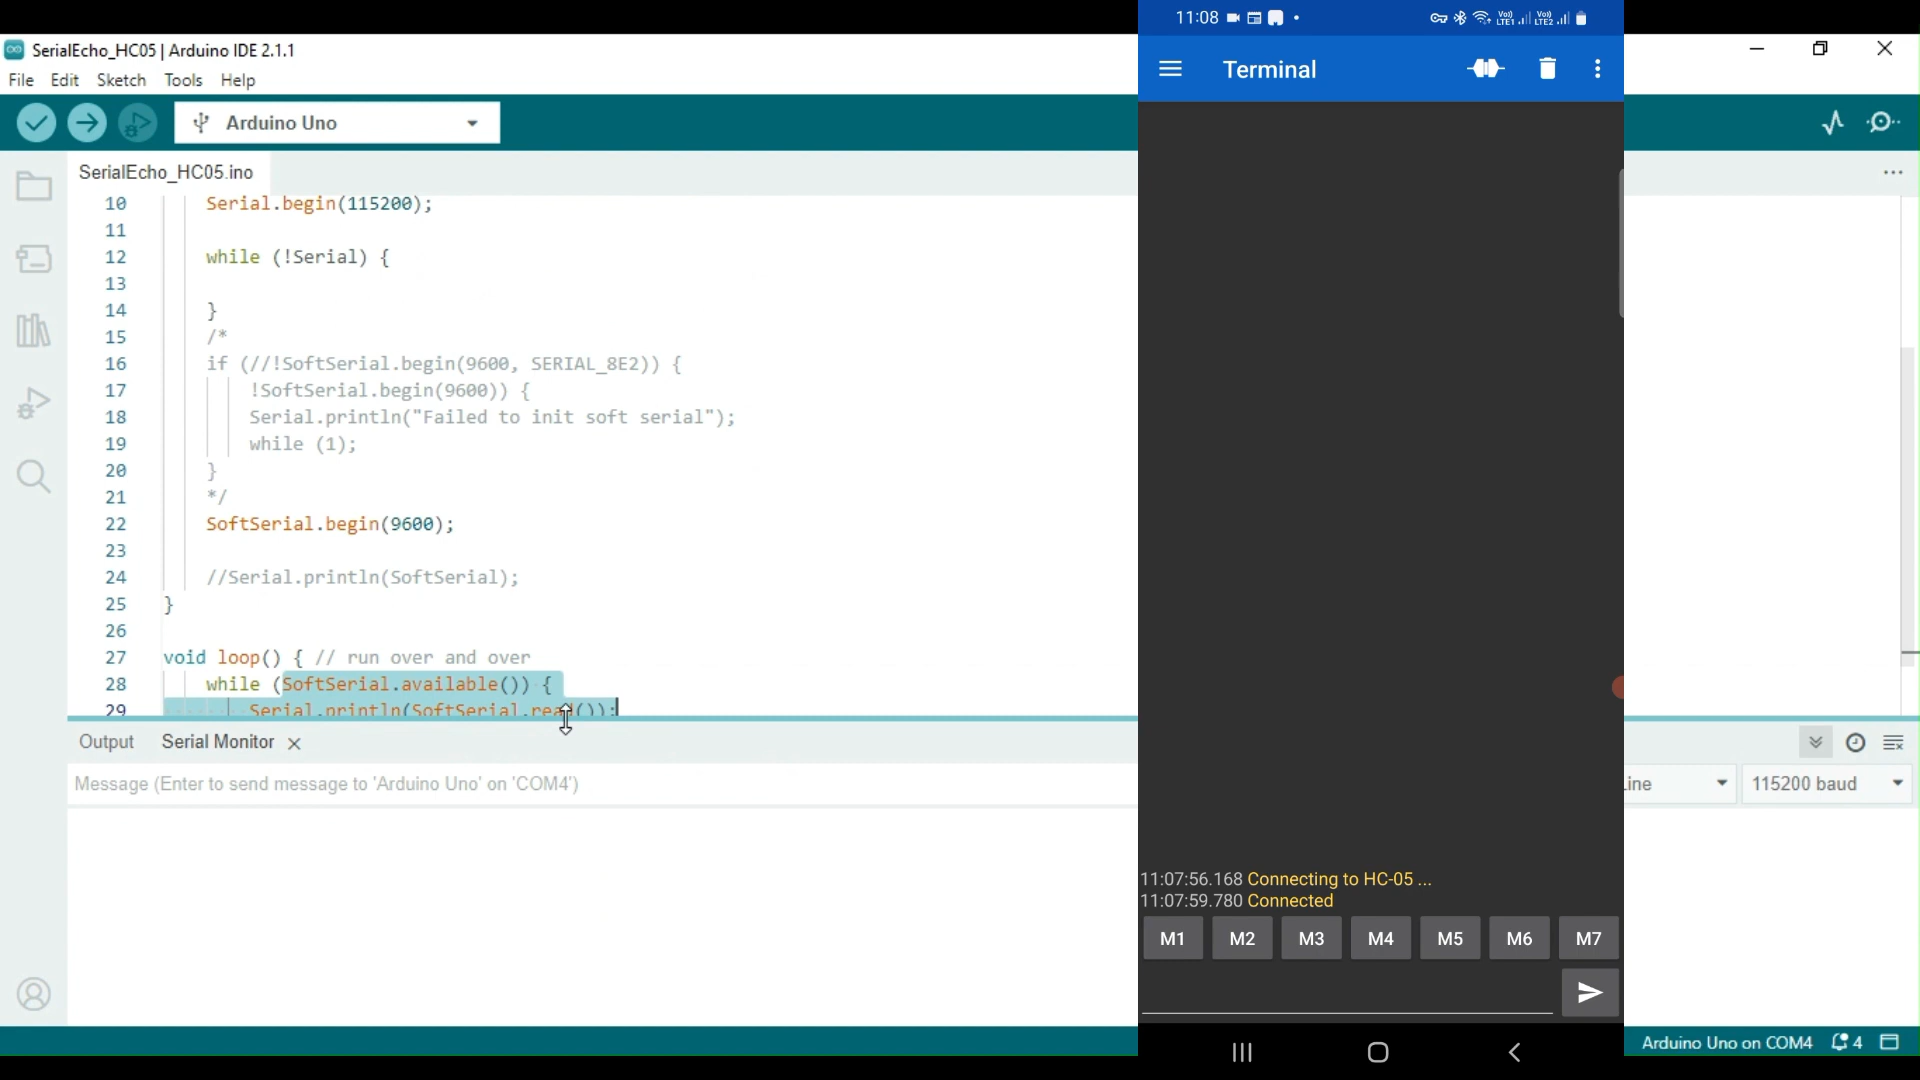 SerialEcho_HC05 | Arduino IDE 2.1.1
File Edit Sketch Tools Help
Arduino Uno
SerialEcho_HC05.ino
10 Serial.begin(115200);
11
12 while (!Serial) {
13
14 }
15 /*
16 if (//!SoftSerial.begin(9600, SERIAL_8E2)) {
17 !SoftSerial.begin(9600)) {
18 Serial.println("Failed to init soft serial");
19 while (1);
20 }
21 */
22 SoftSerial.begin(9600);
23
24 //Serial.println(SoftSerial);
25 }
26
27 void loop() { // run over and over
28 while (SoftSerial.available()) {
29 Serial.println(SoftSerial.read());
Output Serial Monitor
Message (Enter to send message to 'Arduino Uno' on 'COM4')
Line 115200 baud
Arduino Uno on COM4 4
11:08 Vo)) LTE1 Vo)) LTE2
Terminal
11:07:56.168 Connecting to HC-05 ...
11:07:59.780 Connected
M1 M2 M3 M4 M5 M6 M7